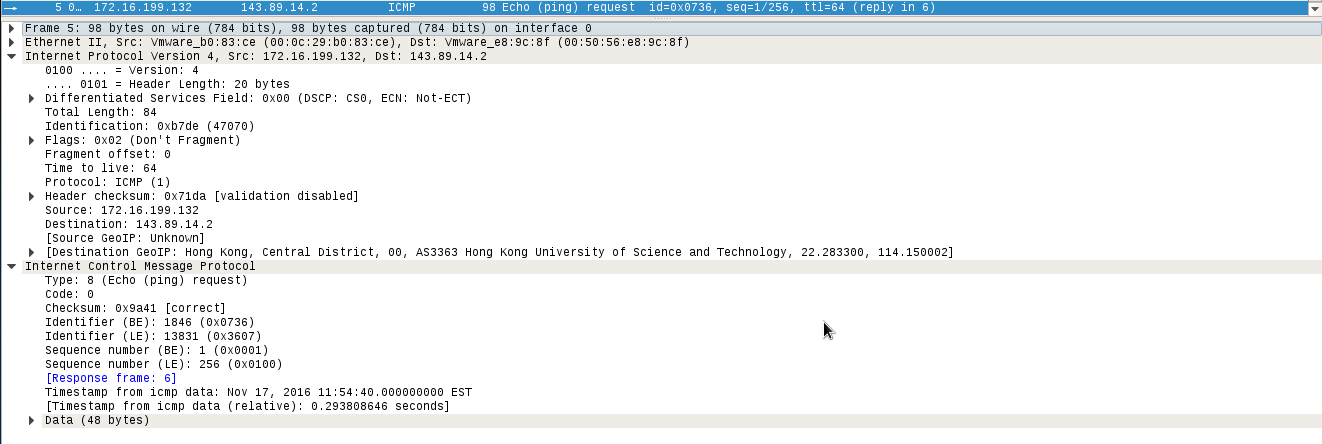 5 0… 172.16.199.132 143.89.14.2 ICMP 98 Echo (ping) request id=0x0736, seq=1/256, ttl=64 (reply in 6)
Frame 5: 98 bytes on wire (784 bits), 98 bytes captured (784 bits) on interface 0
Ethernet II, Src: Vmware_b0:83:ce (00:0c:29:b0:83:ce), Dst: Vmware_e8:9c:8f (00:50:56:e8:9c:8f)
Internet Protocol Version 4, Src: 172.16.199.132, Dst: 143.89.14.2
0100 .... = Version: 4
.... 0101 = Header Length: 20 bytes
Differentiated Services Field: 0x00 (DSCP: CS0, ECN: Not-ECT)
Total Length: 84
Identification: 0xb7de (47070)
Flags: 0x02 (Don't Fragment)
Fragment offset: 0
Time to live: 64
Protocol: ICMP (1)
Header checksum: 0x71da [validation disabled]
Source: 172.16.199.132
Destination: 143.89.14.2
[Source GeoIP: Unknown]
[Destination GeoIP: Hong Kong, Central District, 00, AS3363 Hong Kong University of Science and Technology, 22.283300, 114.150002]
Internet Control Message Protocol
Type: 8 (Echo (ping) request)
Code: 0
Checksum: 0x9a41 [correct]
Identifier (BE): 1846 (0x0736)
Identifier (LE): 13831 (0x3607)
Sequence number (BE): 1 (0x0001)
Sequence number (LE): 256 (0x0100)
[Response frame: 6]
Timestamp from icmp data: Nov 17, 2016 11:54:40.000000000 EST
[Timestamp from icmp data (relative): 0.293808646 seconds]
Data (48 bytes)